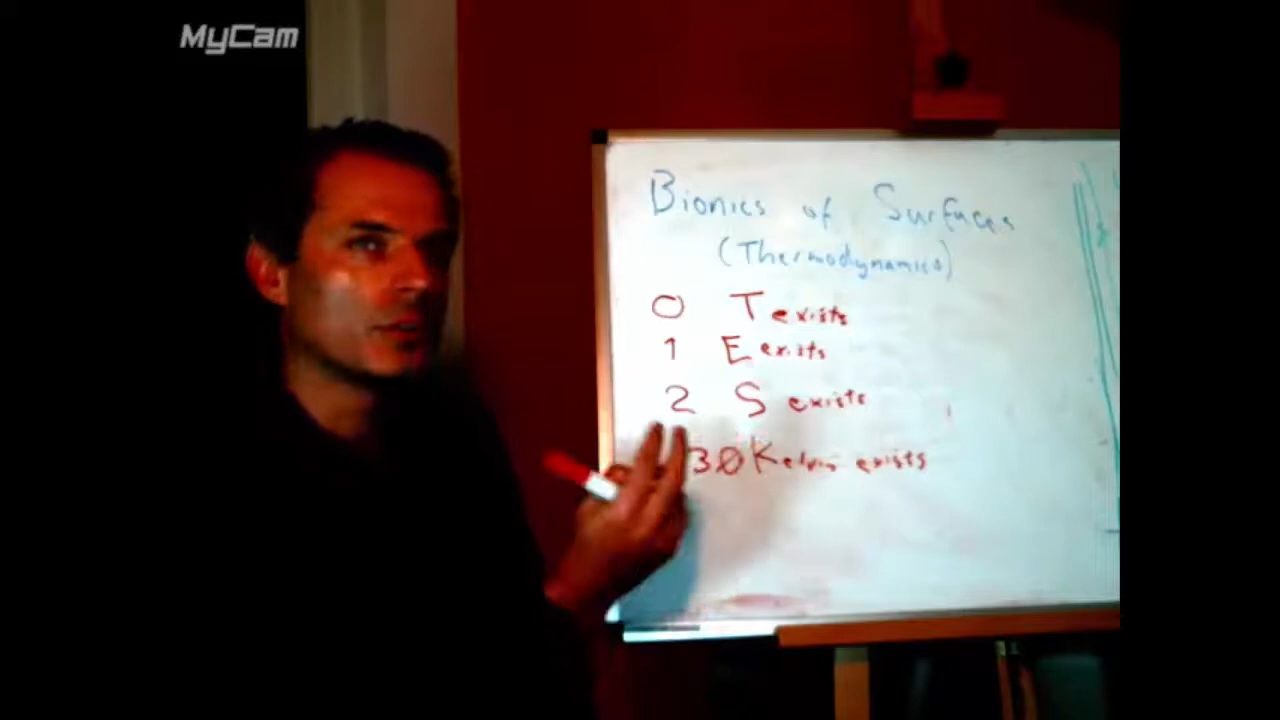 MyCam
Bionics of Surfaces
(Thermodynamics)
0 T exists
1 E exists
2 S exists
3 0 Kelvin exists